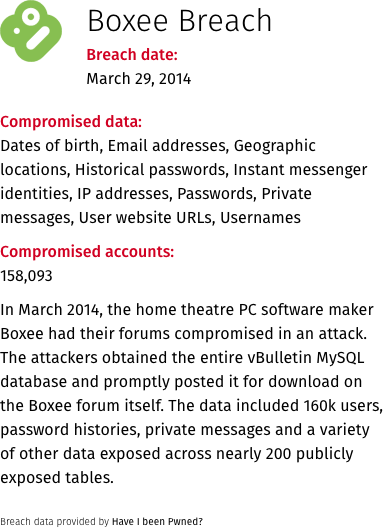 Boxee Breach
Breach date:
March 29, 2014
Compromised data:
Dates of birth, Email addresses, Geographic
locations, Historical passwords, Instant messenger
identities, IP addresses, Passwords, Private
messages, User website URLs, Usernames
Compromised accounts:
158,093
In March 2014, the home theatre PC software maker
Boxee had their forums compromised in an attack.
The attackers obtained the entire vBulletin MySQL
database and promptly posted it for download on
the Boxee forum itself. The data included 160k users,
password histories, private messages and a variety
of other data exposed across nearly 200 publicly
exposed tables.
Breach data provided by Have I been Pwned?